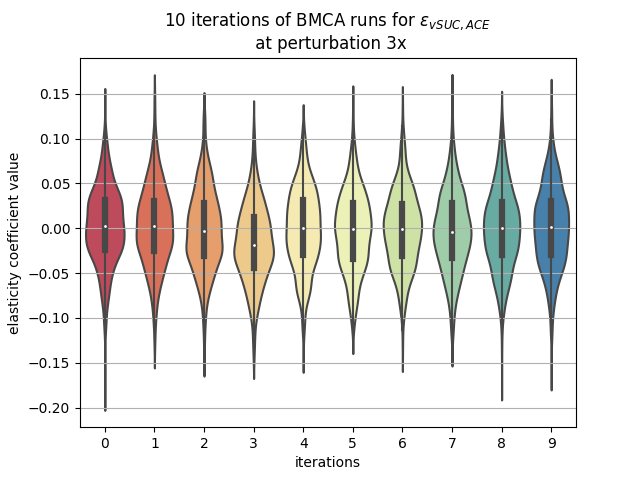 10 iterations of BMCA runs for ε_{vSUC, ACE}
at perturbation 3x
elasticity coefficient value
0.15
0.10
0.05
0.00
−0.05
−0.10
−0.15
−0.20
0 1 2 3 4 5 6 7 8 9
iterations